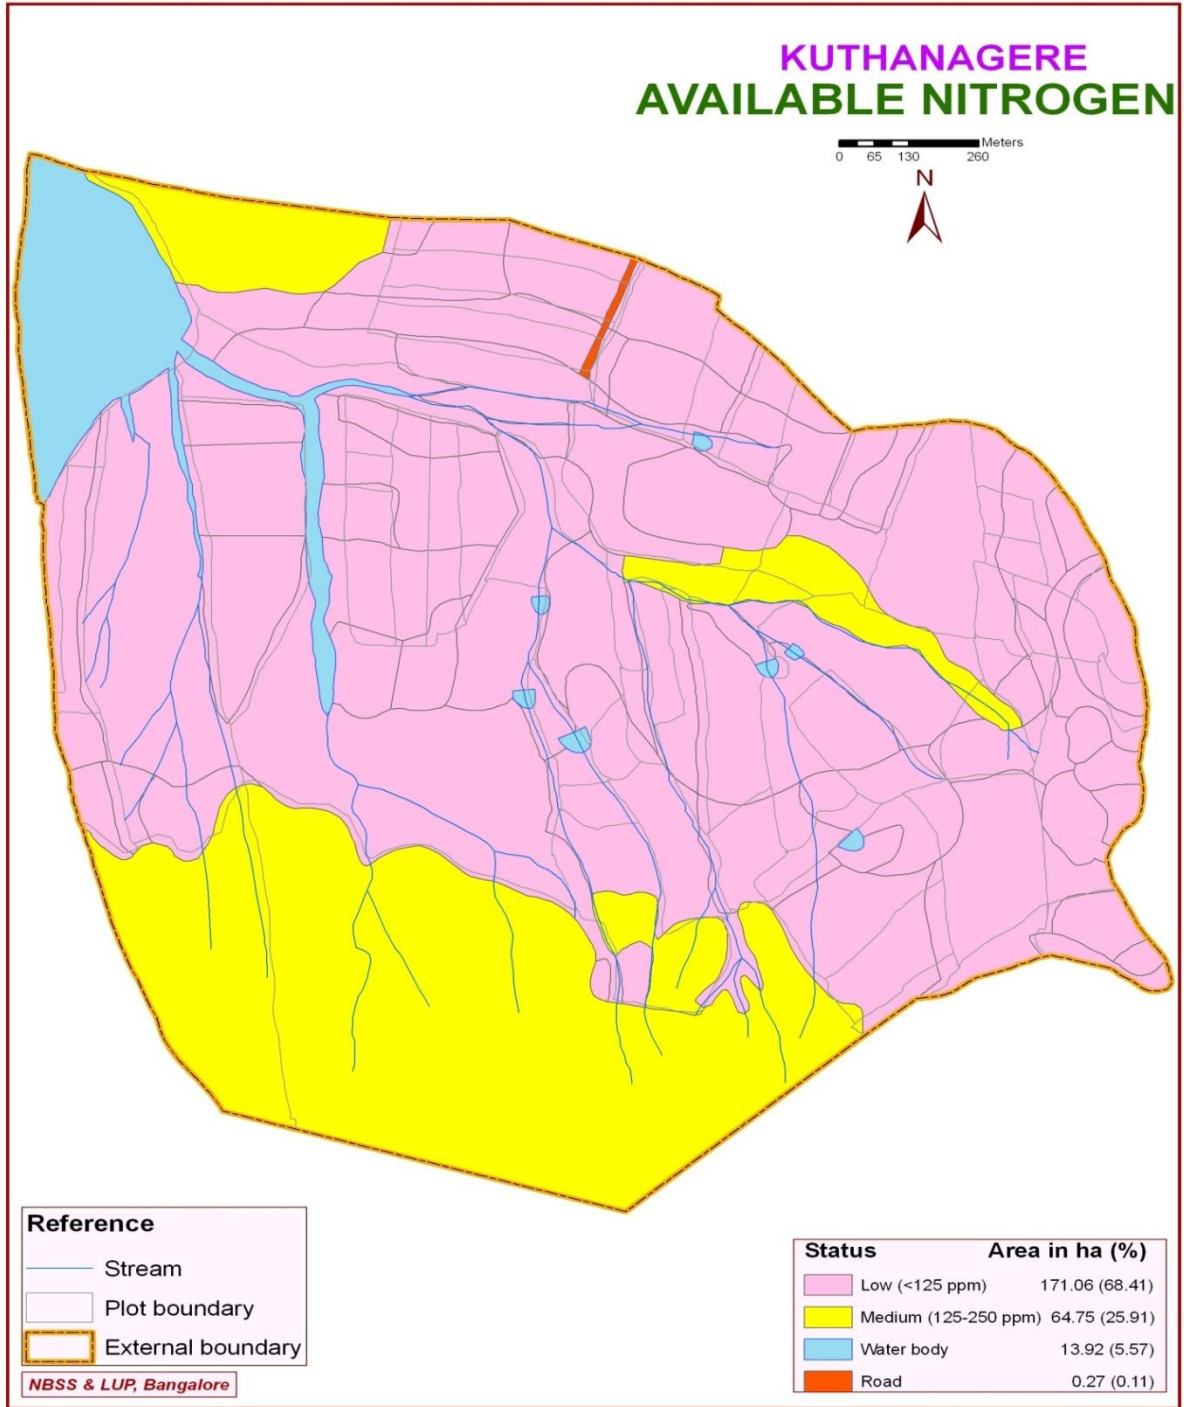 KUTHANAGERE
AVAILABLE NITROGEN
Meters
0 65 130 260
N
Reference
Stream
Plot boundary
External boundary
NBSS & LUP, Bangalore
Status Area in ha (%)
Low (<125 ppm) 171.06 (68.41)
Medium (125-250 ppm) 64.75 (25.91)
Water body 13.92 (5.57)
Road 0.27 (0.11)